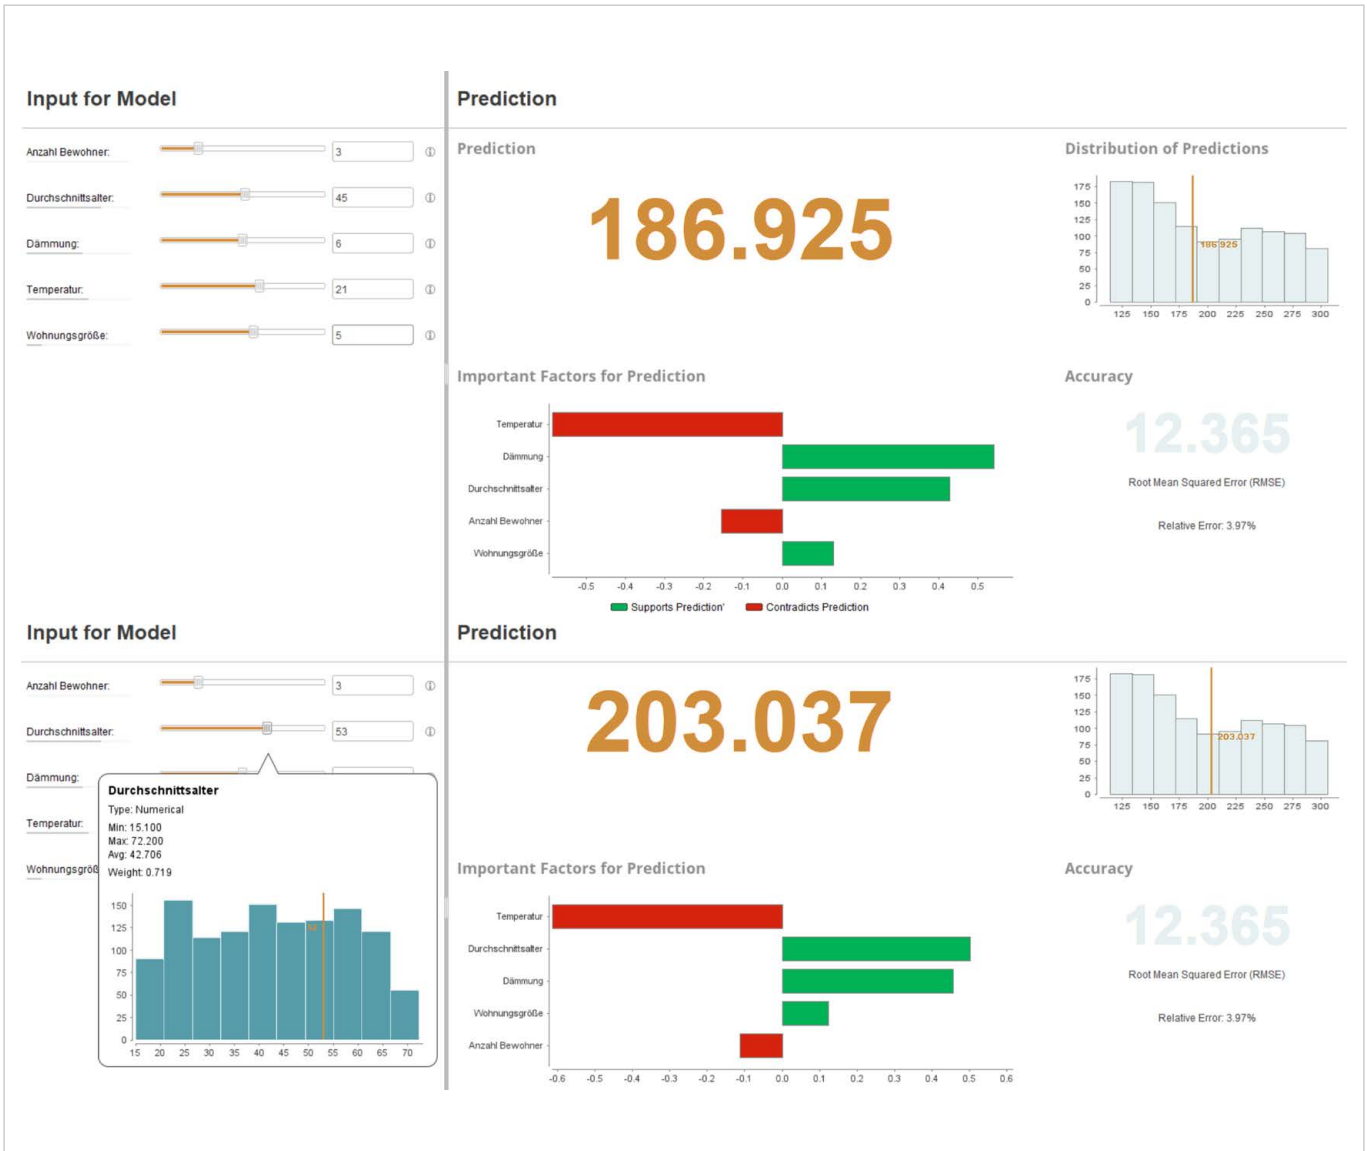 Input for Model
Prediction
Anzahl Bewohner:
3
Durchschnittsalter:
45
Dämmung:
6
Temperatur:
21
Wohnungsgröße:
5
Prediction
186.925
Distribution of Predictions
175
150
125
100
75
50
25
0
186.925
125 150 175 200 225 250 275 300
Important Factors for Prediction
Temperatur
Dämmung
Durchschnittsalter
Anzahl Bewohner
Wohnungsgröße
-0.5 -0.4 -0.3 -0.2 -0.1 0.0 0.1 0.2 0.3 0.4 0.5
Supports Prediction' Contradicts Prediction
Accuracy
12.365
Root Mean Squared Error (RMSE)
Relative Error: 3.97%
Input for Model
Prediction
Anzahl Bewohner:
3
Durchschnittsalter:
53
Dämmung:
Temperatur:
Durchschnittsalter
Type: Numerical
Min: 15.100
Max: 72.200
Avg: 42.706
Weight: 0.719
150
125
100
75
50
25
0
15 20 25 30 35 40 45 50 55 60 65 70
203.037
175
150
125
100
75
50
25
0
203.037
125 150 175 200 225 250 275 300
Important Factors for Prediction
Temperatur
Durchschnittsalter
Dämmung
Wohnungsgröße
Anzahl Bewohner
-0.6 -0.5 -0.4 -0.3 -0.2 -0.1 0.0 0.1 0.2 0.3 0.4 0.5 0.6
Accuracy
12.365
Root Mean Squared Error (RMSE)
Relative Error: 3.97%